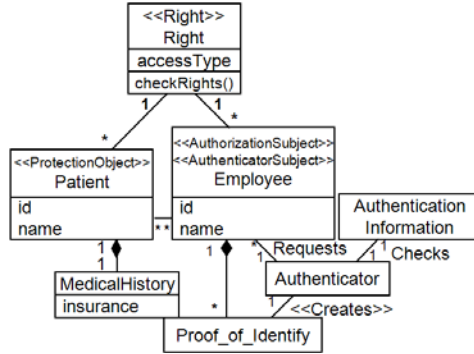 <<Right>>
Right
accessType
checkRights()
1
1
*
*
<<ProtectionObject>>
Patient
id
name
<<AuthorizationSubject>>
<<AuthenticatorSubject>>
Employee
id
name
Authentication
Information
* *
1
1
1
*
1
Requests
1
1
Checks
MedicalHistory
insurance
Authenticator
*
1
<<Creates>>
Proof_of_Identify